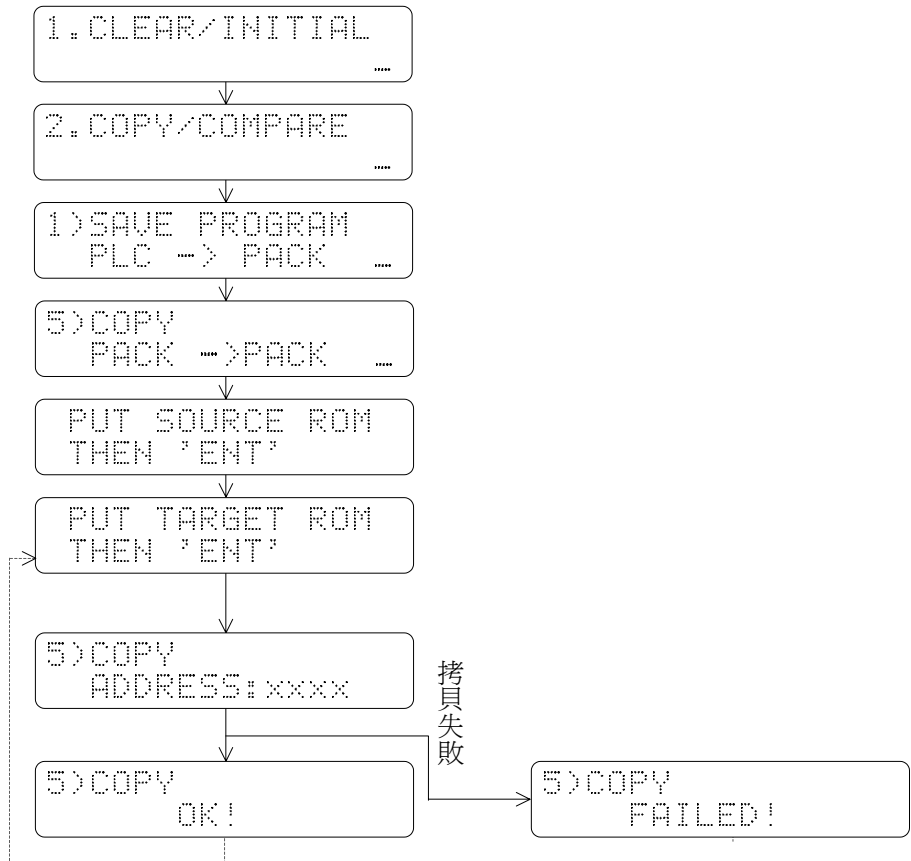 1.CLEAR/INITIAL
....
2.COPY/COMPARE
....
1)SAVE PROGRAM
PLC -> PACK ....
5)COPY
PACK ->PACK ....
PUT SOURCE ROM
THEN 'ENT'
PUT TARGET ROM
THEN 'ENT'
5)COPY
ADDRESS:xxxx
拷貝失敗
5)COPY
OK!
5)COPY
FAILED!